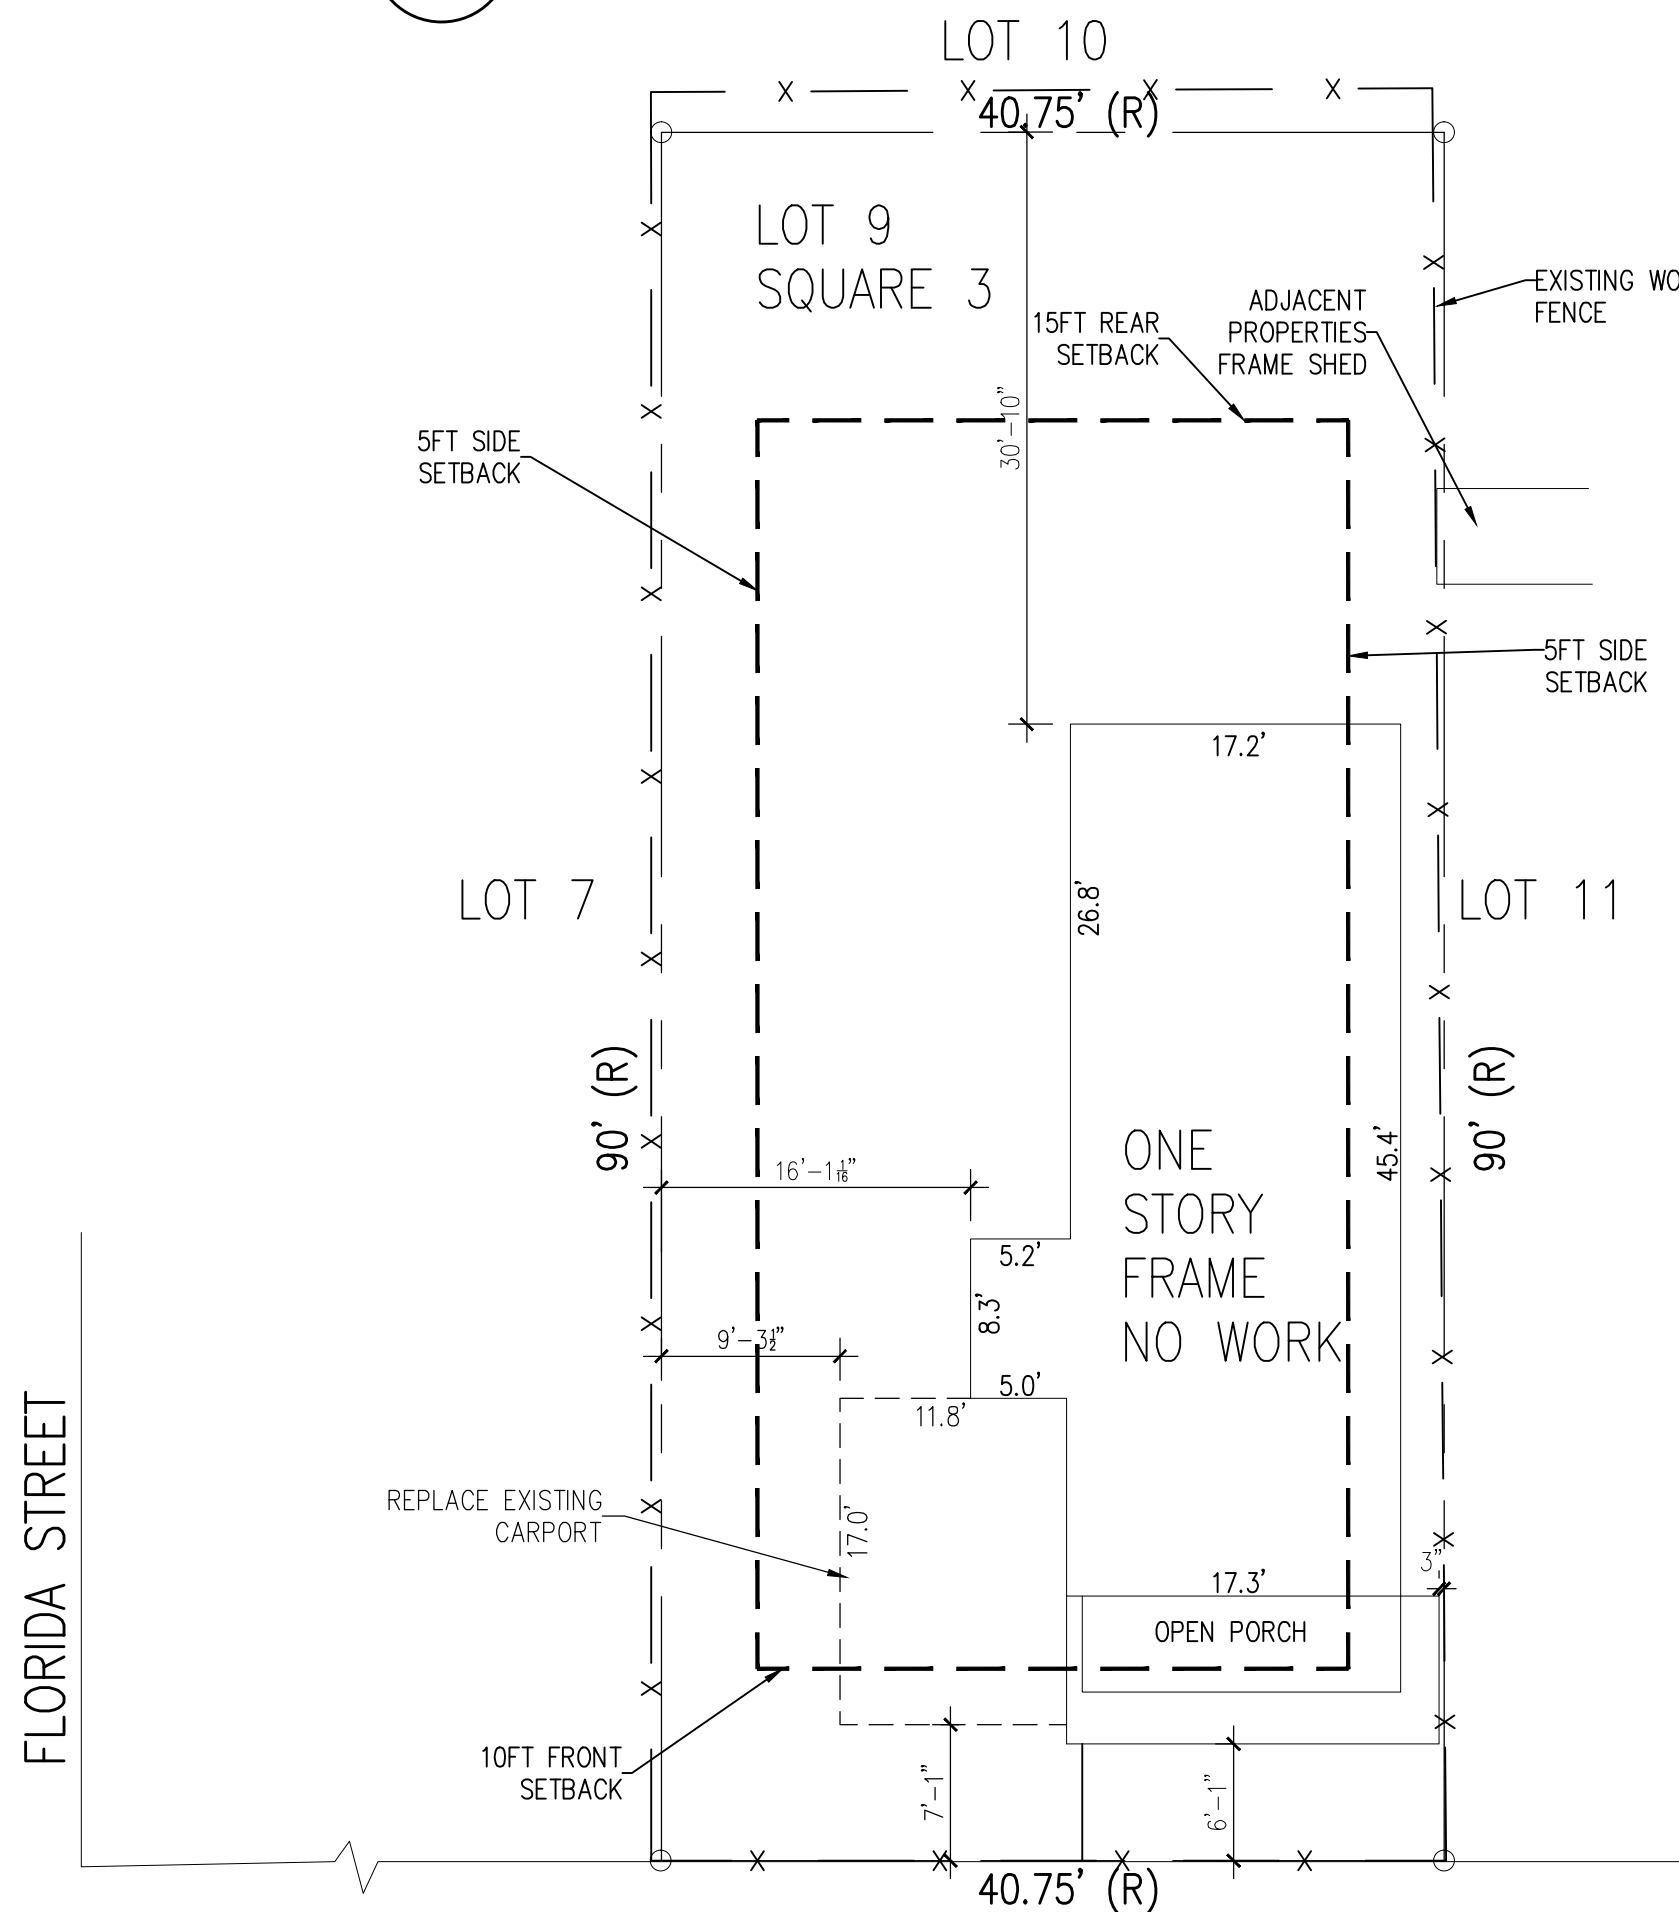 LOT 10
40.75' (R)
LOT 9
SQUARE 3
EXISTING
FENCE
ADJACENT
PROPERTIES
FRAME SHED
15FT REAR
SETBACK
30'-10"
5FT SIDE
SETBACK
5FT SIDE
SETBACK
17.2'
26.8'
LOT 7
LOT 11
90' (R)
90' (R)
45.4'
ONE
STORY
FRAME
NO WORK
16'-1 1/16"
5.2'
8.3'
9'-3 1/2"
5.0'
11.8'
REPLACE EXISTING
CARPORT
17.0'
3"
17.3'
OPEN PORCH
FLORIDA STREET
10FT FRONT
SETBACK
7'-1"
6'-1"
40.75' (R)